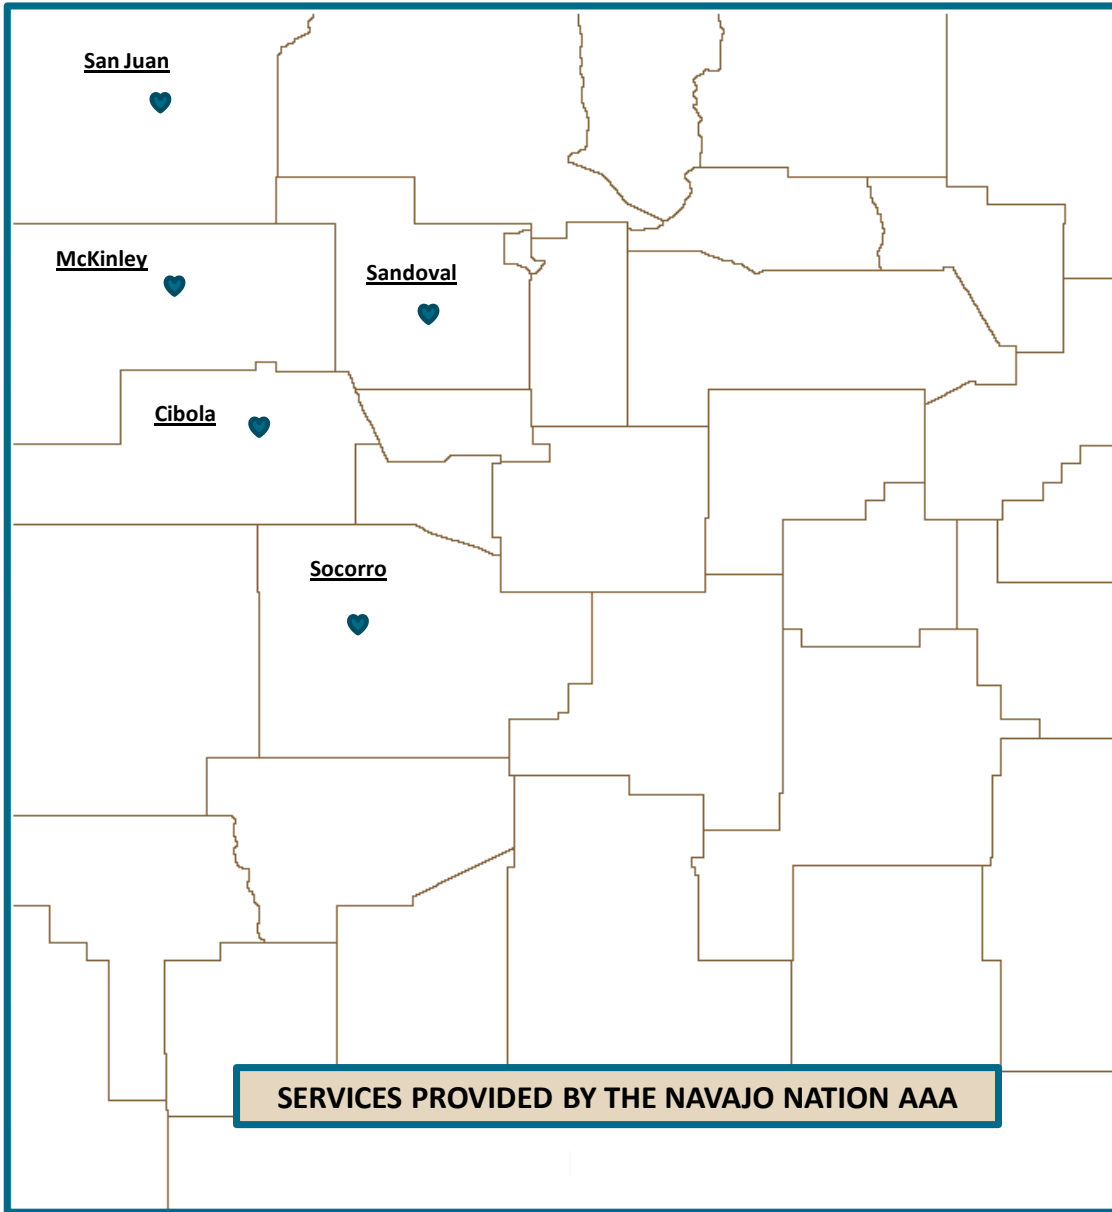 San Juan
McKinley
Sandoval
Cibola
Socorro
SERVICES PROVIDED BY THE NAVAJO NATION AAA